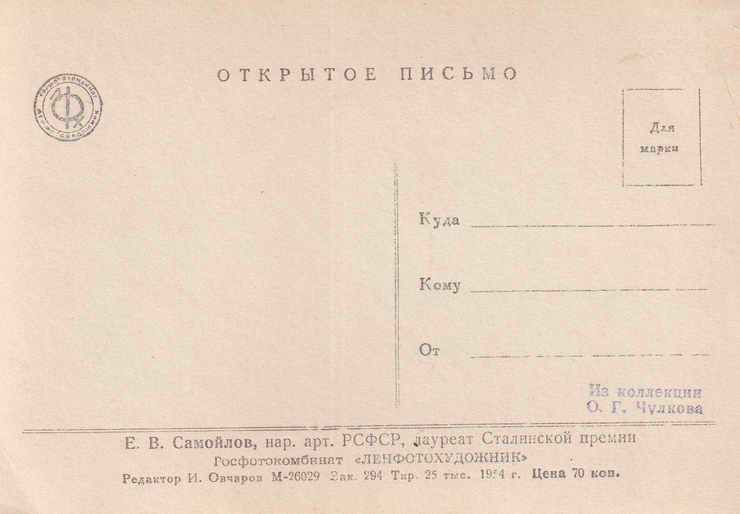 ОТКРЫТОЕ ПИСЬМО
Для
марки
Куда
Кому
От
Из коллекции
О. Г. Чулкова
Е. В. Самойлов, нар. арт. РСФСР, лауреат Сталинской премии
Госфотокомбинат «ЛЕНФОТОХУДОЖНИК»
Редактор И. Овчаров М-26029 Зак. 294 Тир. 25 тыс. 1954 г. Цена 70 коп.